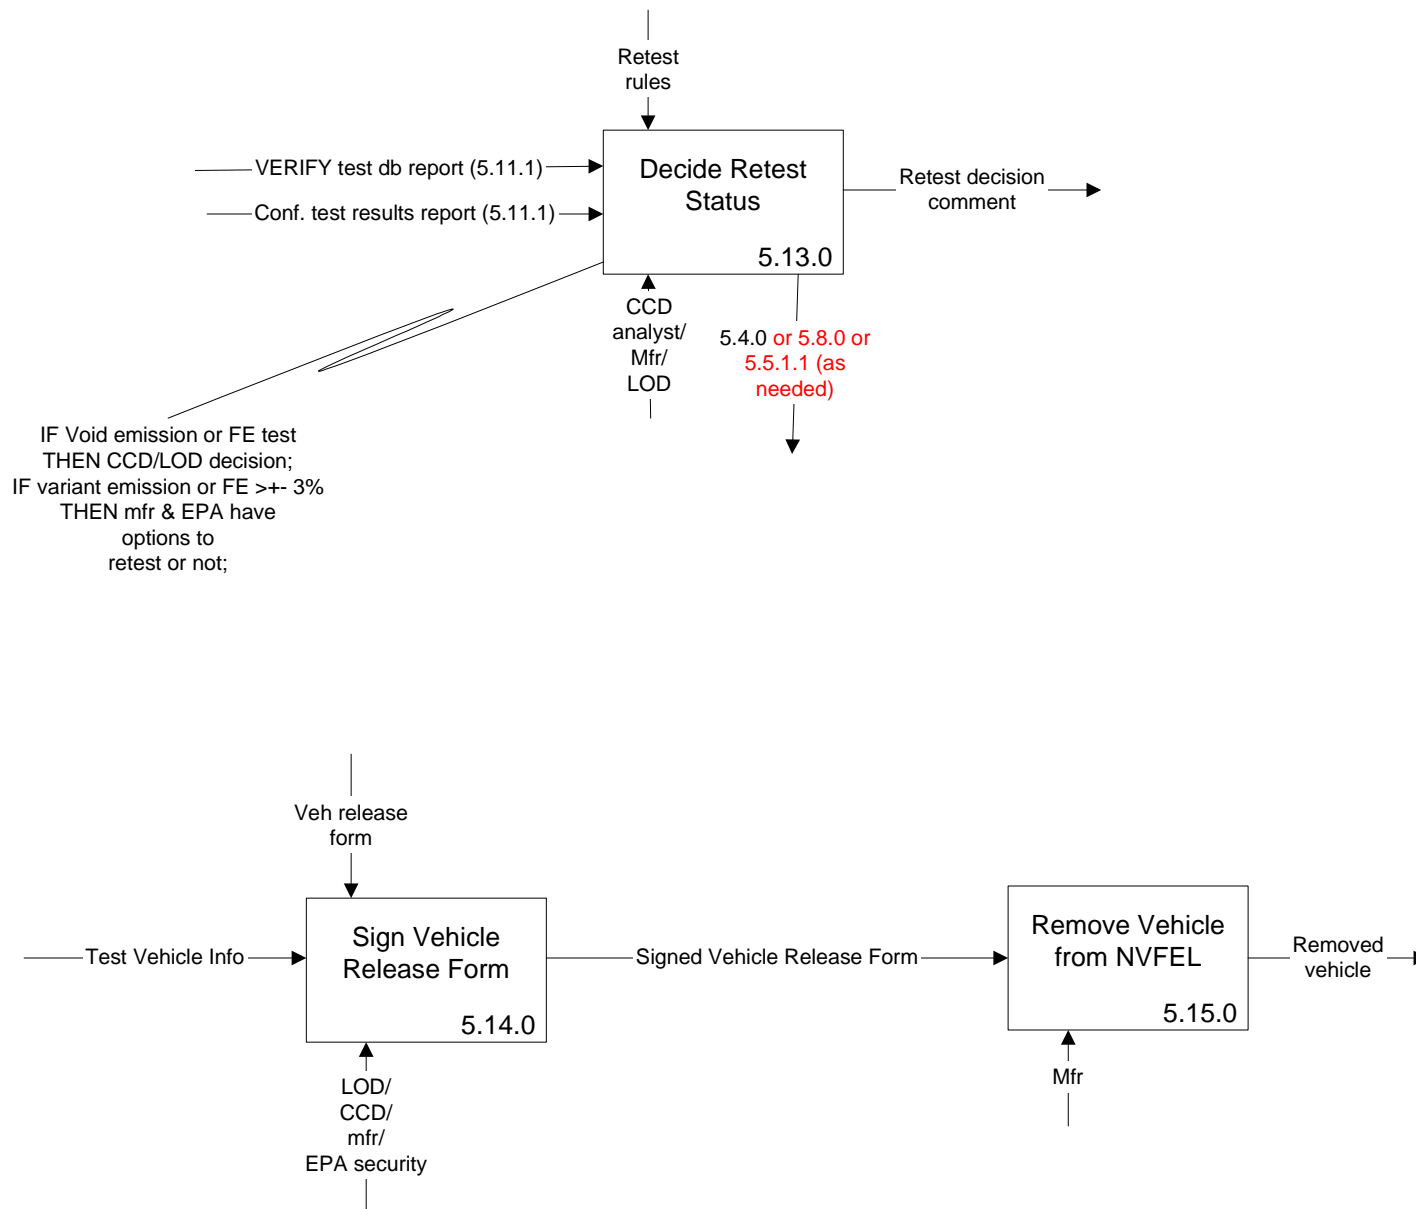 Retest
rules
VERIFY test db report (5.11.1)
Conf. test results report (5.11.1)
Decide Retest
Status
5.13.0
Retest decision
comment
CCD
analyst/
Mfr/
LOD
5.4.0 or 5.8.0 or
5.5.1.1 (as
needed)
IF Void emission or FE test
THEN CCD/LOD decision;
IF variant emission or FE >+- 3%
THEN mfr & EPA have
options to
retest or not;
Veh release
form
Test Vehicle Info
Sign Vehicle
Release Form
5.14.0
Signed Vehicle Release Form
Remove Vehicle
from NVFEL
5.15.0
Removed
vehicle
LOD/
CCD/
mfr/
EPA security
Mfr